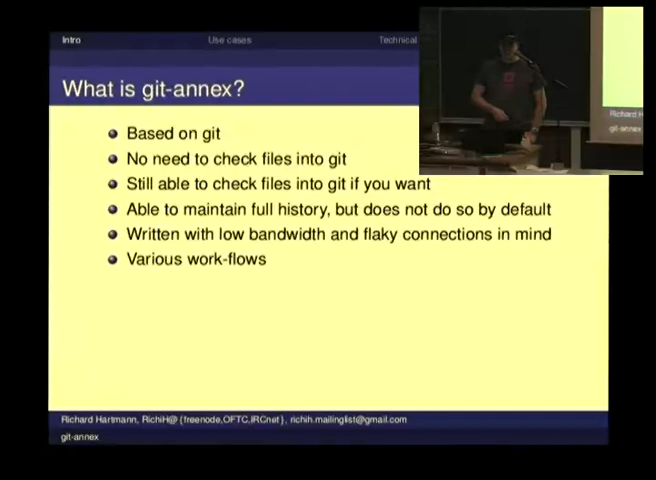 Intro
Use cases
Technical
What is git-annex?
Based on git
No need to check files into git
Still able to check files into git if you want
Able to maintain full history, but does not do so by default
Written with low bandwidth and flaky connections in mind
Various work-flows
Richard Hartmann, RichiH@{freenode,OFTC,IRCnet}, richih.mailinglist@gmail.com
git-annex
Richard H
git-annex